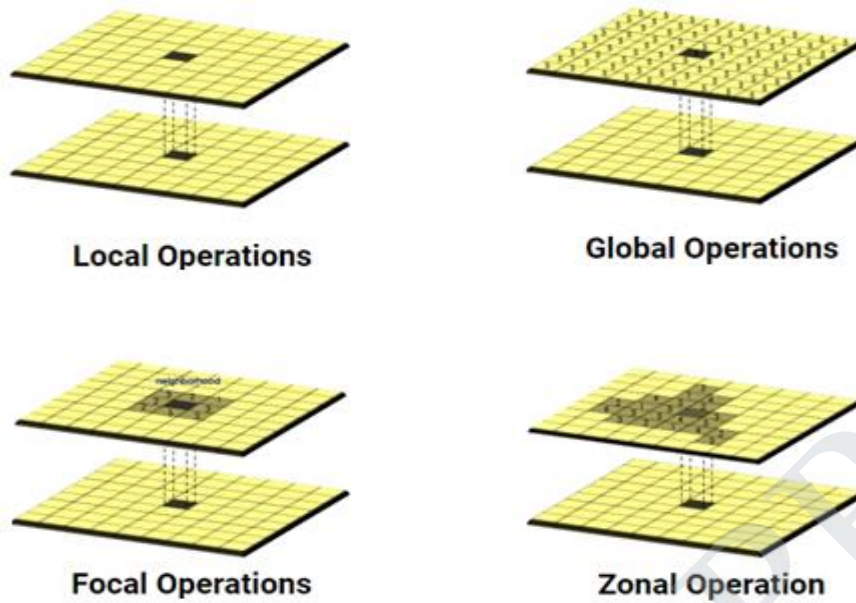 Local Operations
Global Operations
neighborhood
Focal Operations
Zonal Operation